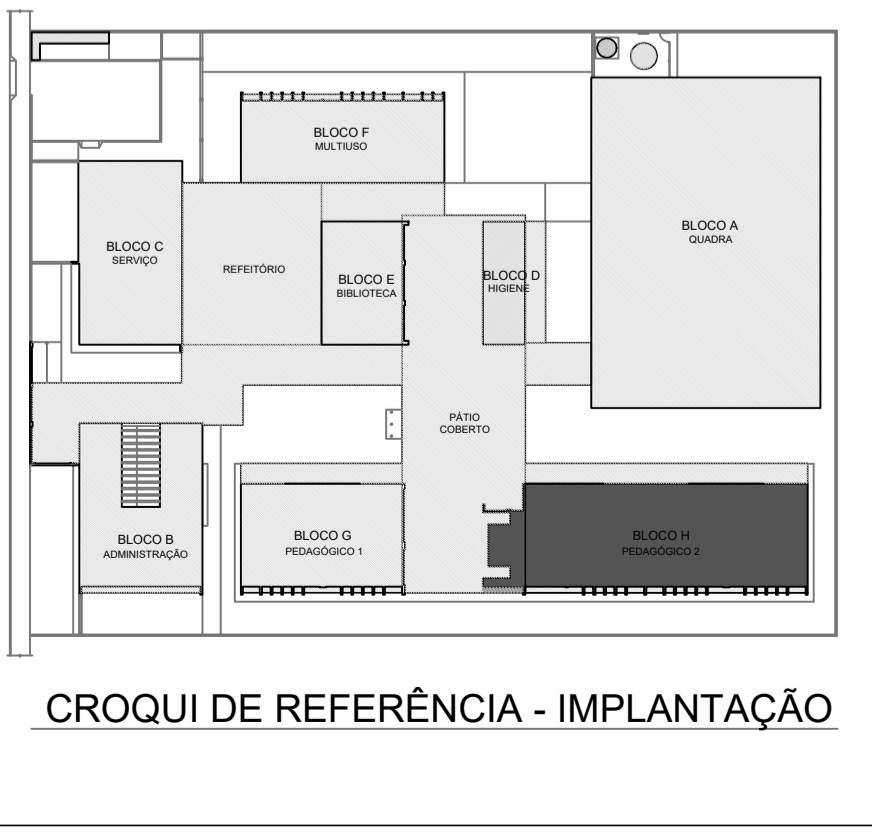 BLOCO F
MULTIUSO
BLOCO A
QUADRA
BLOCO C
SERVIÇO
REFEITÓRIO
BLOCO E
BIBLIOTECA
BLOCO D
HIGIENE
PÁTIO
COBERTO
BLOCO B
ADMINISTRAÇÃO
BLOCO G
PEDAGÓGICO 1
BLOCO H
PEDAGÓGICO 2
CROQUI DE REFERÊNCIA - IMPLANTAÇÃO